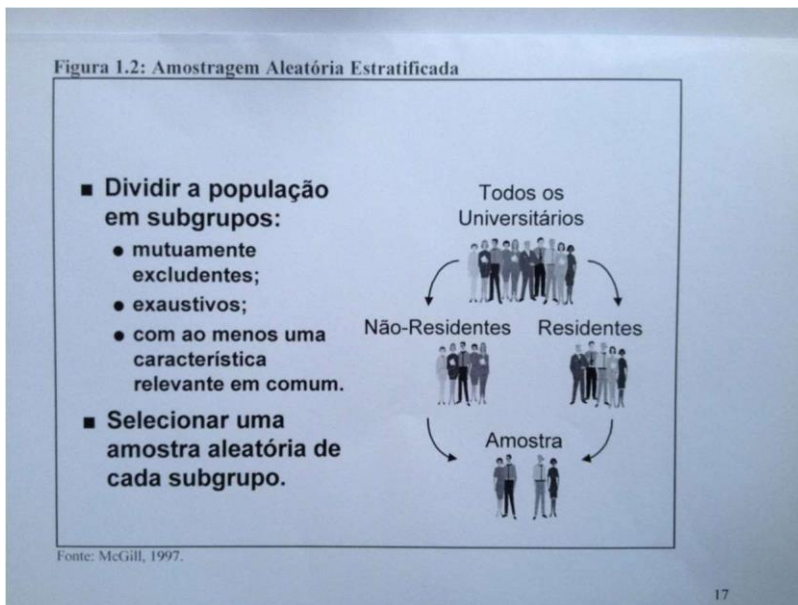 Figura 1.2: Amostragem Aleatória Estratificada
■ Dividir a população
em subgrupos:
● mutuamente
excludentes;
● exaustivos;
● com ao menos uma
característica
relevante em comum.
■ Selecionar uma
amostra aleatória de
cada subgrupo.
Todos os
Universitários
Não-Residentes
Residentes
Amostra
Fonte: McGill, 1997.
17